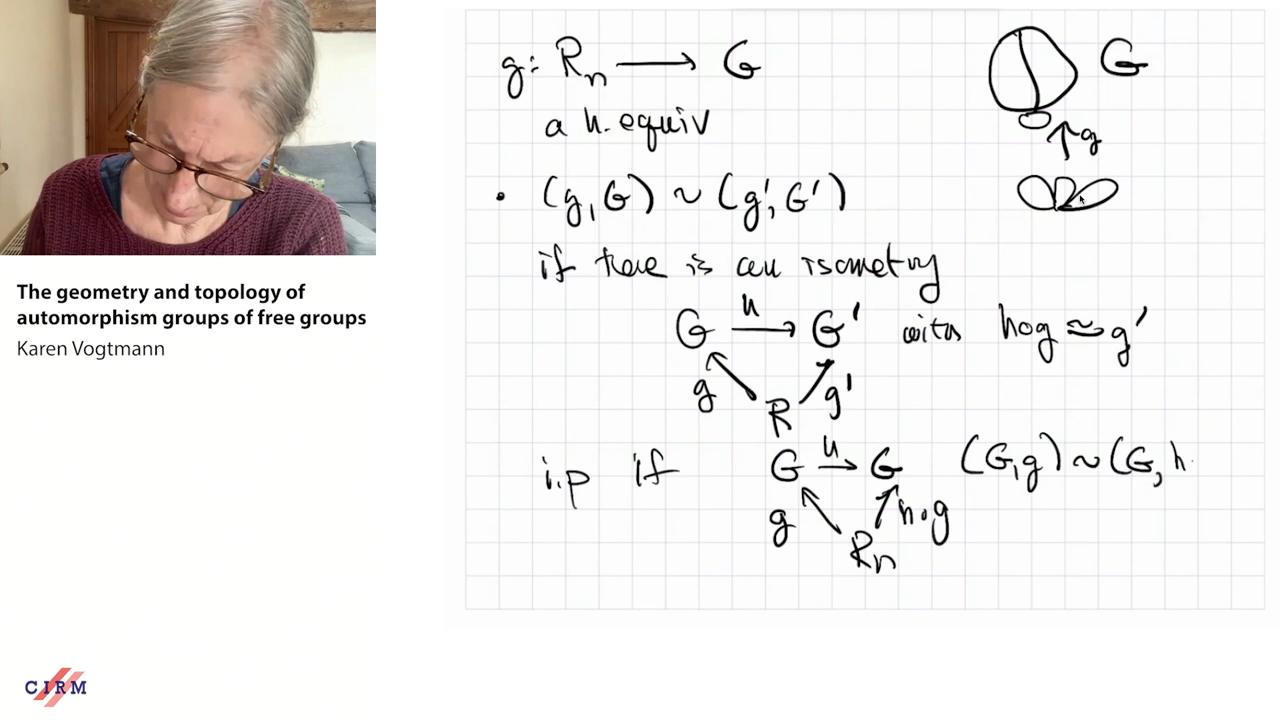 The geometry and topology of
automorphism groups of free groups
Karen Vogtmann
CIRM
g: Rₙ ⟶ G
a h. equiv
G
↑ g
• (g, G) ~ (g', G')
if there is an isometry
h
G ⟶ G' with h∘g ≃ g'
g g'
R
h
i.p if G → G (G, g) ~ (G, h
g h∘g
Rₙ